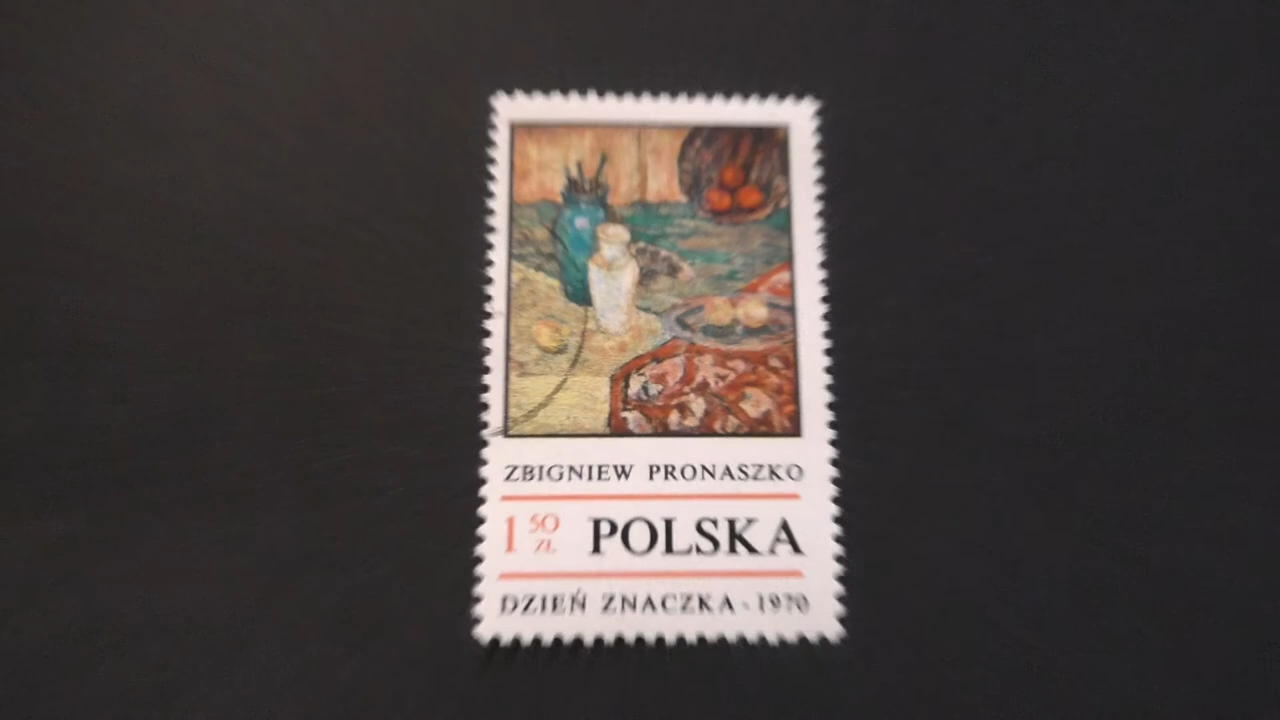 ZBIGNIEW PRONASZKO
1 50 ZŁ POLSKA
DZIEŃ ZNACZKA - 1970